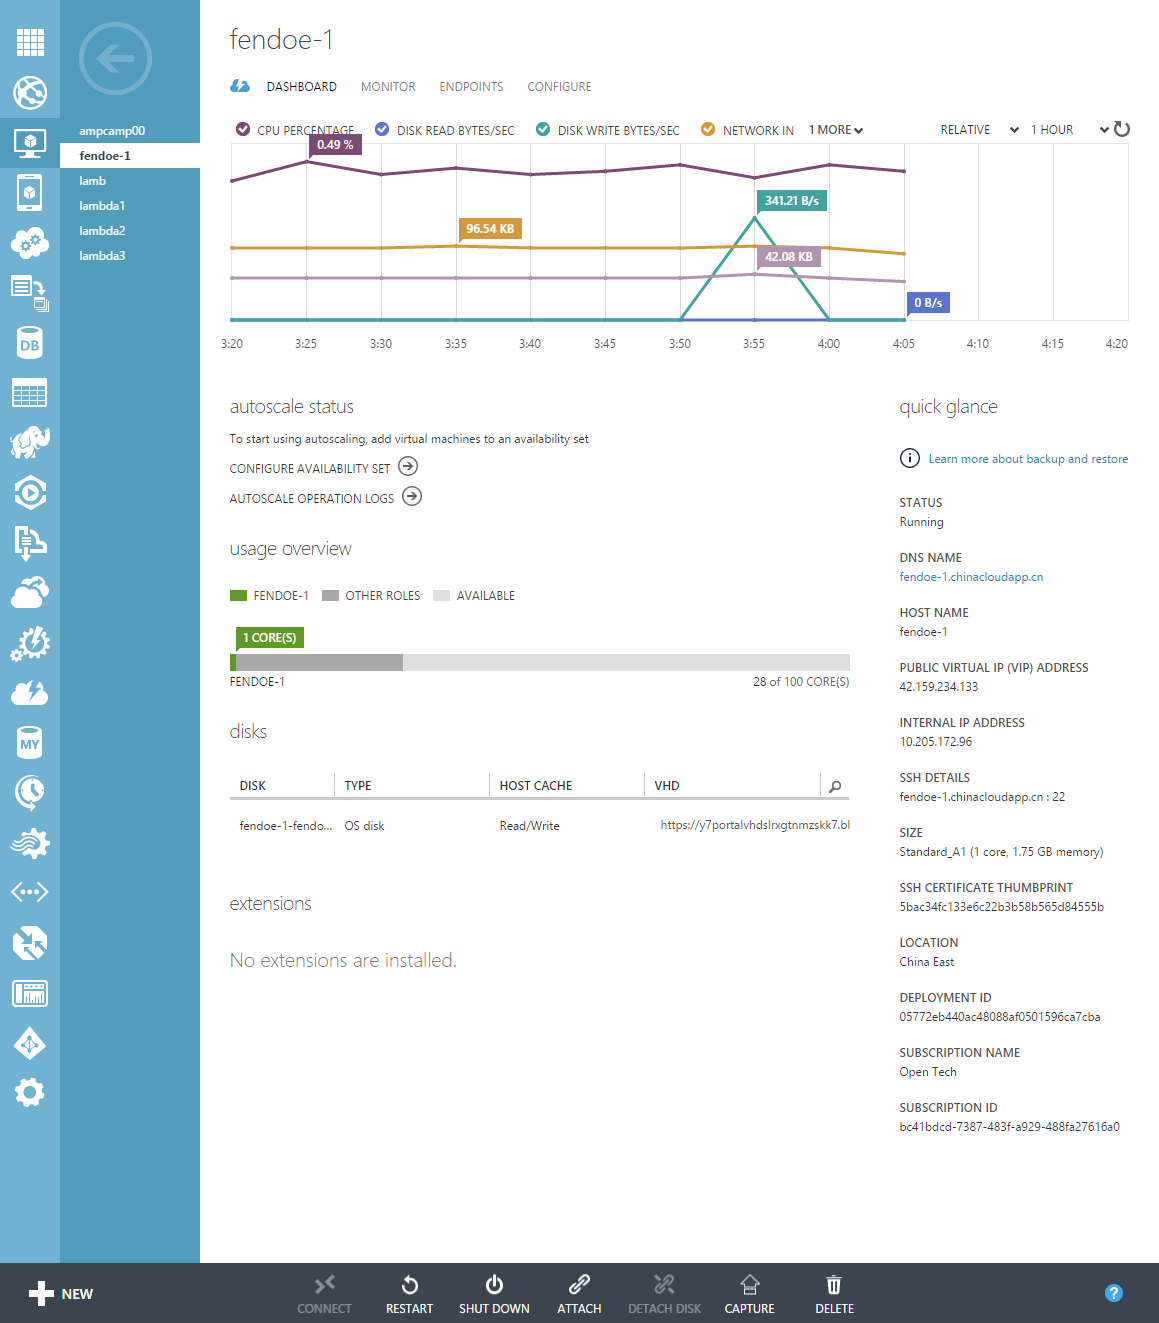 fendoe-1
DASHBOARD MONITOR ENDPOINTS CONFIGURE
ampcamp00
fendoe-1
lamb
lambda1
lambda2
lambda3
DB
MY
CPU PERCENTAGE DISK READ BYTES/SEC DISK WRITE BYTES/SEC NETWORK IN 1 MORE RELATIVE 1 HOUR
0.49 %
341.21 B/s
96.54 KB
42.08 KB
0 B/s
3:20 3:25 3:30 3:35 3:40 3:45 3:50 3:55 4:00 4:05 4:10 4:15 4:20
autoscale status
To start using autoscaling, add virtual machines to an availability set
CONFIGURE AVAILABILITY SET
AUTOSCALE OPERATION LOGS
usage overview
FENDOE-1 OTHER ROLES AVAILABLE
1 CORE(S)
FENDOE-1 28 of 100 CORE(S)
disks
DISK TYPE HOST CACHE VHD
fendoe-1-fendo... OS disk Read/Write https://y7portalvhdslrxgtnmzskk7.bl
extensions
No extensions are installed.
quick glance
Learn more about backup and restore
STATUS
Running
DNS NAME
fendoe-1.chinacloudapp.cn
HOST NAME
fendoe-1
PUBLIC VIRTUAL IP (VIP) ADDRESS
42.159.234.133
INTERNAL IP ADDRESS
10.205.172.96
SSH DETAILS
fendoe-1.chinacloudapp.cn : 22
SIZE
Standard_A1 (1 core, 1.75 GB memory)
SSH CERTIFICATE THUMBPRINT
5bac34fc133e6c22b3b58b565d84555b
LOCATION
China East
DEPLOYMENT ID
05772eb440ac48088af0501596ca7cba
SUBSCRIPTION NAME
Open Tech
SUBSCRIPTION ID
bc41bdcd-7387-483f-a929-488fa27616a0
NEW CONNECT RESTART SHUT DOWN ATTACH DETACH DISK CAPTURE DELETE ?